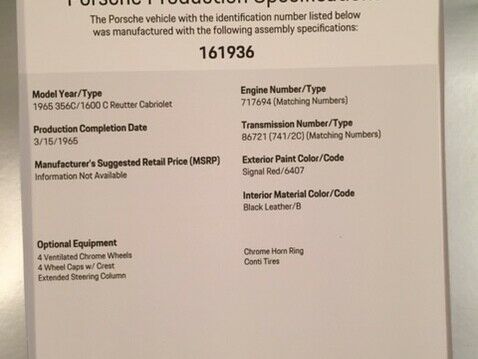 Porsche Production Specifications
The Porsche vehicle with the identification number listed below
was manufactured with the following assembly specifications:
161936
Model Year/Type
1965 356C/1600 C Reutter Cabriolet
Production Completion Date
3/15/1965
Manufacturer's Suggested Retail Price (MSRP)
Information Not Available
Engine Number/Type
717694 (Matching Numbers)
Transmission Number/Type
86721 (741/2C) (Matching Numbers)
Exterior Paint Color/Code
Signal Red/6407
Interior Material Color/Code
Black Leather/B
Optional Equipment
4 Ventilated Chrome Wheels
4 Wheel Caps w/ Crest
Extended Steering Column
Chrome Horn Ring
Conti Tires